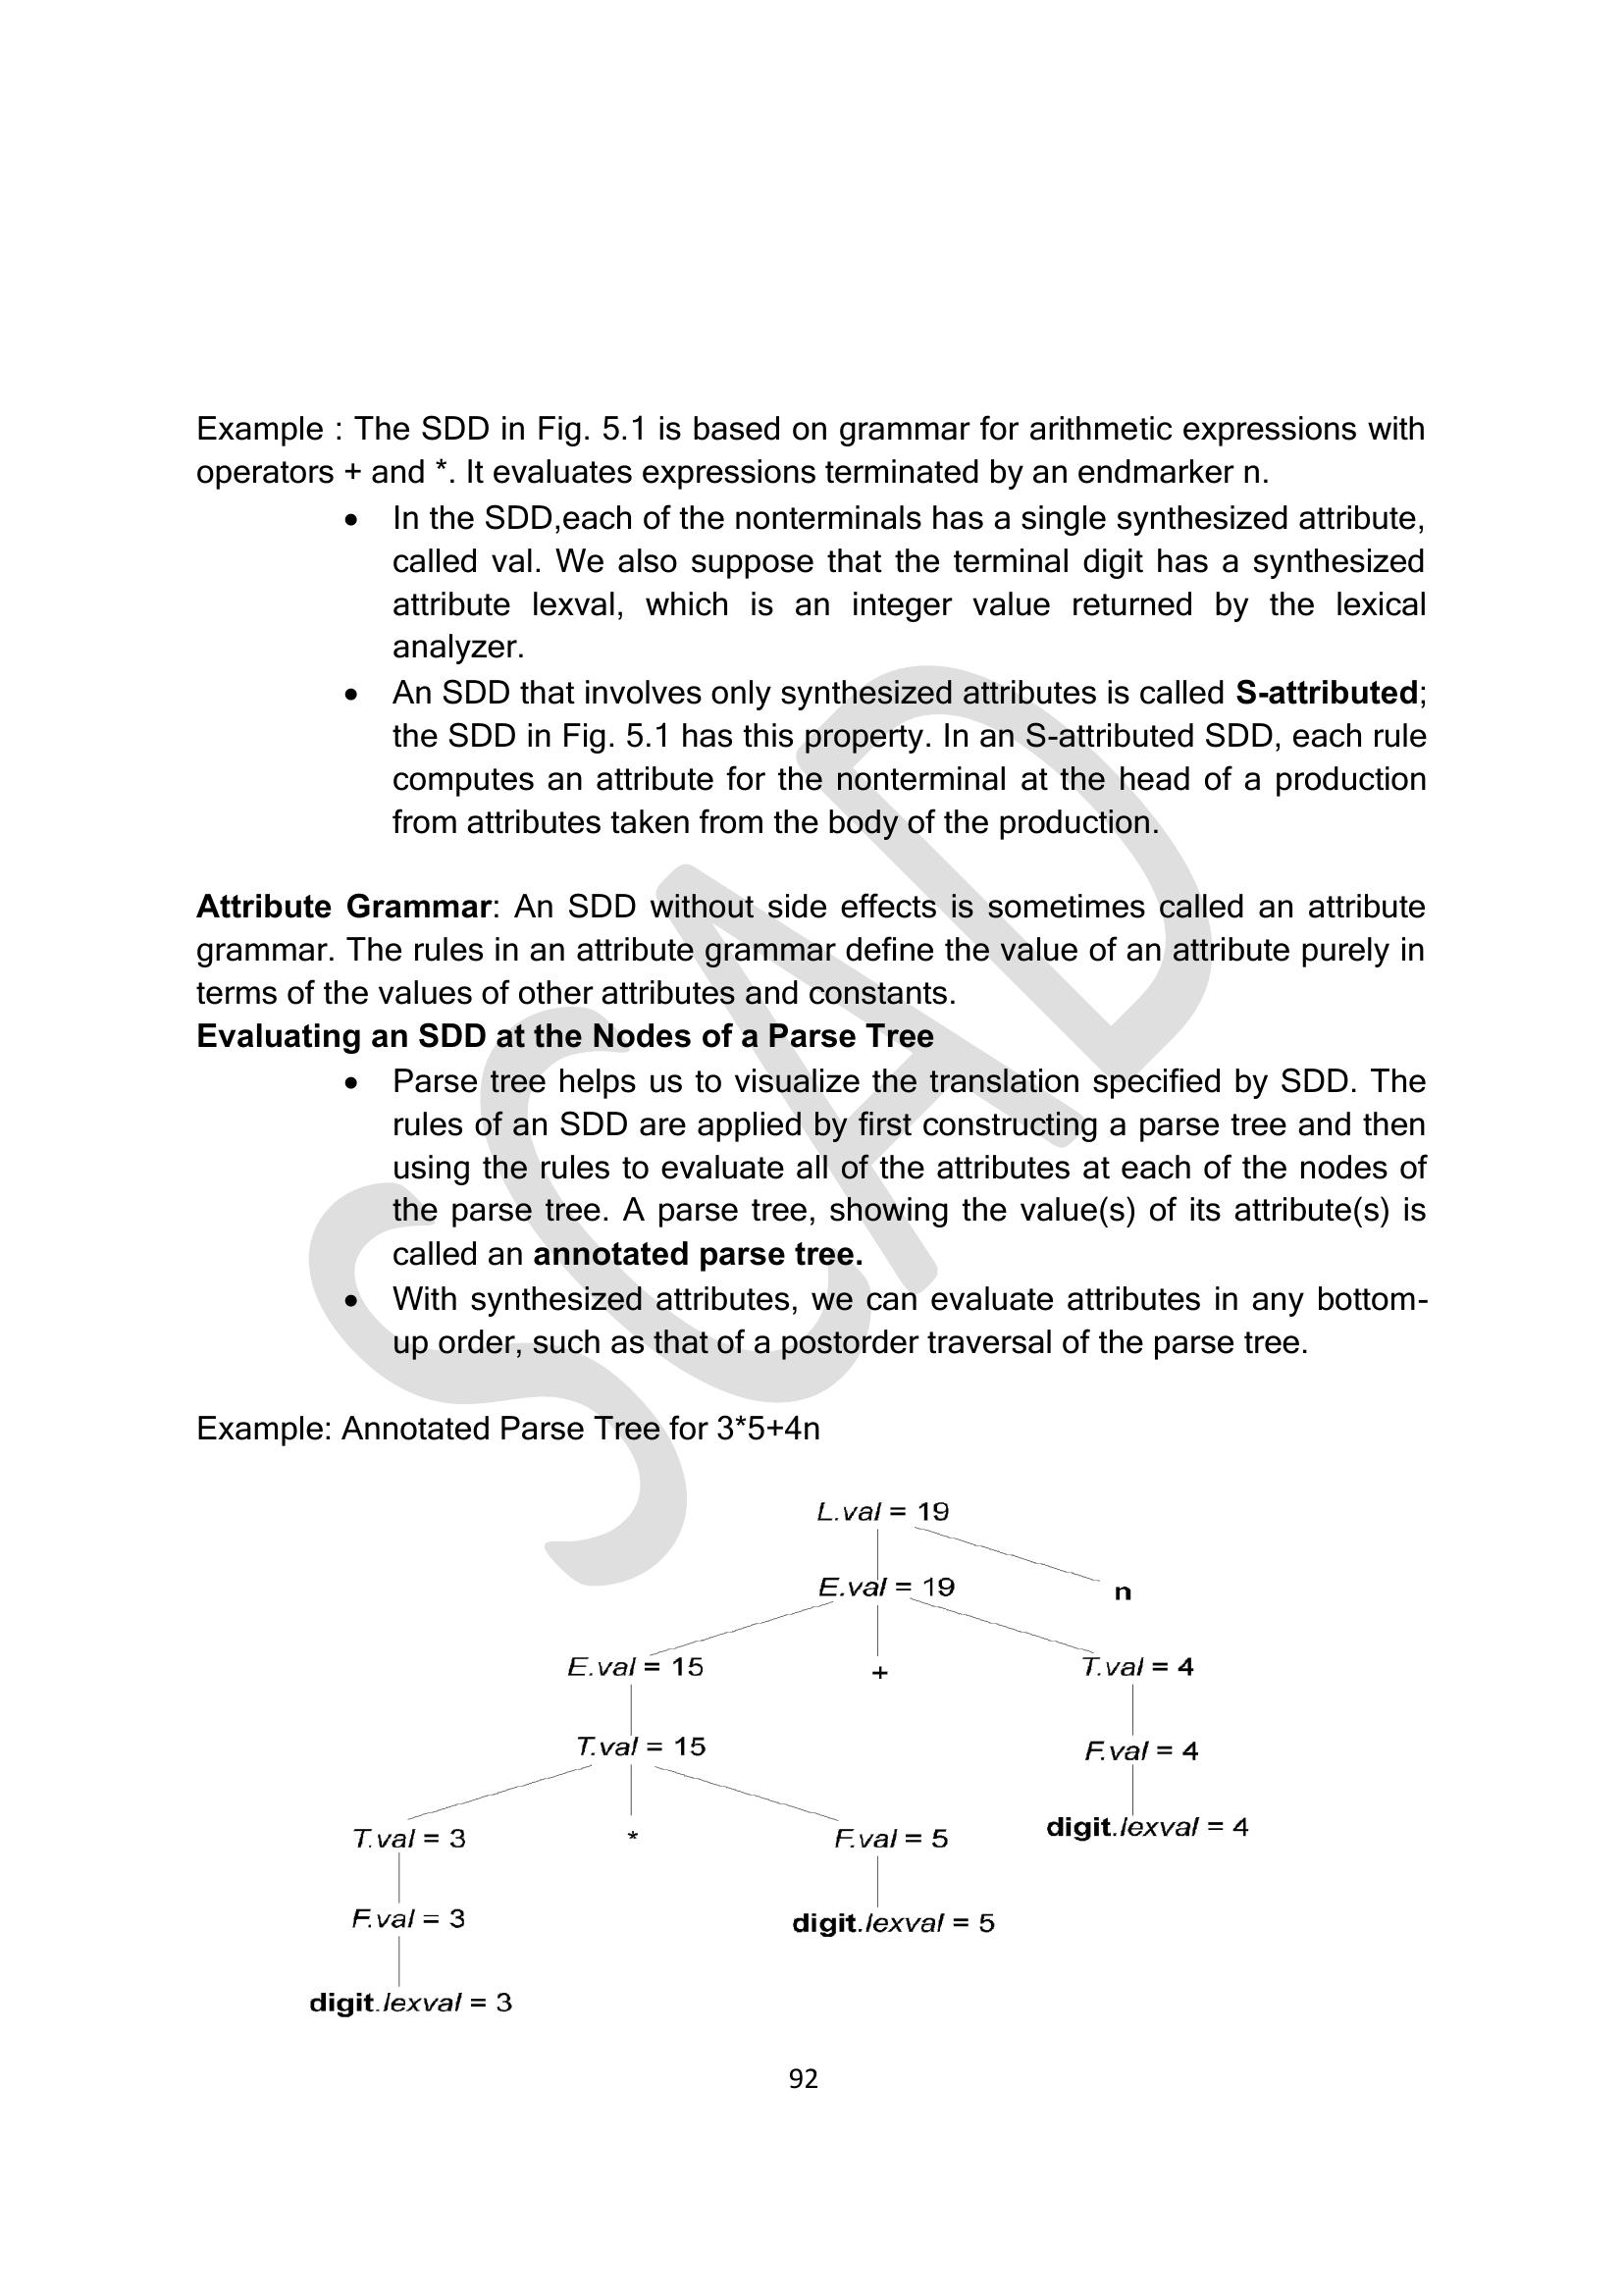 Example : The SDD in Fig. 5.1 is based on grammar for arithmetic expressions with
operators + and *. It evaluates expressions terminated by an endmarker n.
• In the SDD,each of the nonterminals has a single synthesized attribute,
called val. We also suppose that the terminal digit has a synthesized
attribute lexval, which is an integer value returned by the lexical
analyzer.
• An SDD that involves only synthesized attributes is called S-attributed;
the SDD in Fig. 5.1 has this property. In an S-attributed SDD, each rule
computes an attribute for the nonterminal at the head of a production
from attributes taken from the body of the production.
Attribute Grammar: An SDD without side effects is sometimes called an attribute
grammar. The rules in an attribute grammar define the value of an attribute purely in
terms of the values of other attributes and constants.
Evaluating an SDD at the Nodes of a Parse Tree
• Parse tree helps us to visualize the translation specified by SDD. The
rules of an SDD are applied by first constructing a parse tree and then
using the rules to evaluate all of the attributes at each of the nodes of
the parse tree. A parse tree, showing the value(s) of its attribute(s) is
called an annotated parse tree.
• With synthesized attributes, we can evaluate attributes in any bottom-
up order, such as that of a postorder traversal of the parse tree.
Example: Annotated Parse Tree for 3*5+4n
L.val = 19
E.val = 19 n
E.val = 15 + T.val = 4
T.val = 15 F.val = 4
T.val = 3 * F.val = 5 digit.lexval = 4
F.val = 3 digit.lexval = 5
digit.lexval = 3
92
SCAD